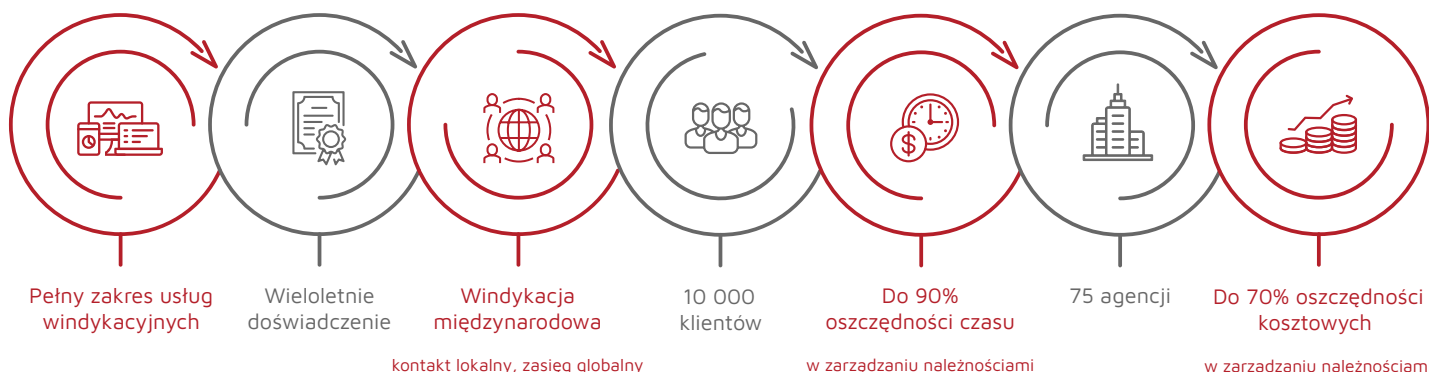 Pełny zakres usług
windykacyjnych
Wieloletnie
doświadczenie
Windykacja
międzynarodowa
kontakt lokalny, zasięg globalny
10 000
klientów
Do 90%
oszczędności czasu
w zarządzaniu należnościami
75 agencji
Do 70% oszczędności
kosztowych
w zarządzaniu należnościam